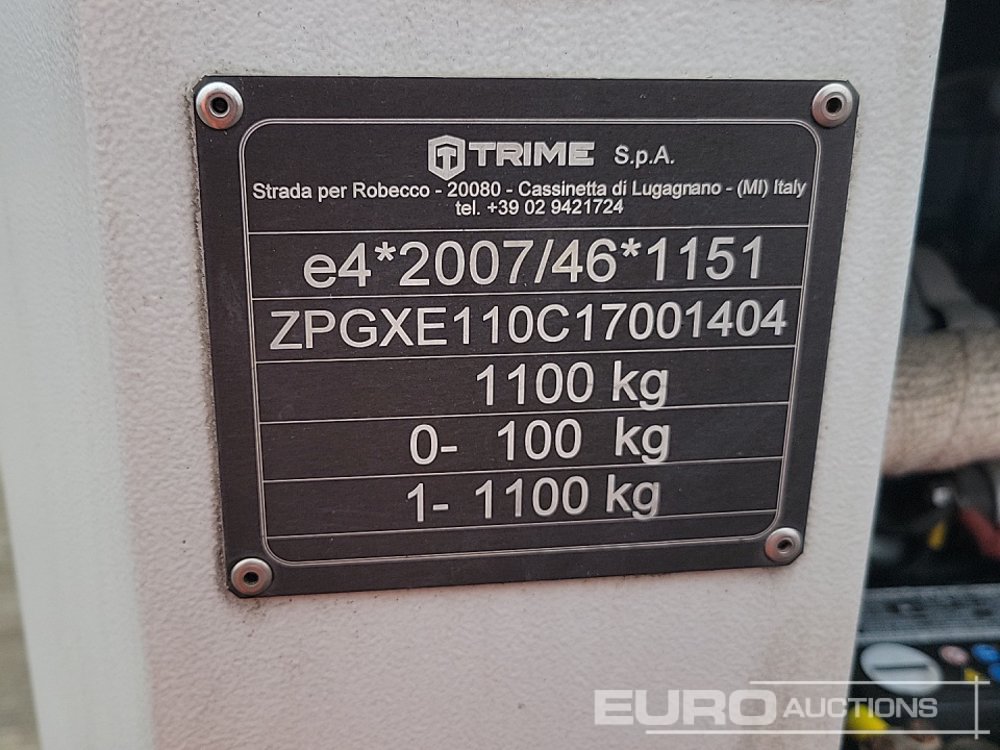 TRIME S.p.A.
Strada per Robecco - 20080 - Cassinetta di Lugagnano - (MI) Italy
tel. +39 02 9421724
e4*2007/46*1151
ZPGXE110C17001404
1100 kg
0- 100 kg
1- 1100 kg
EURO AUCTIONS